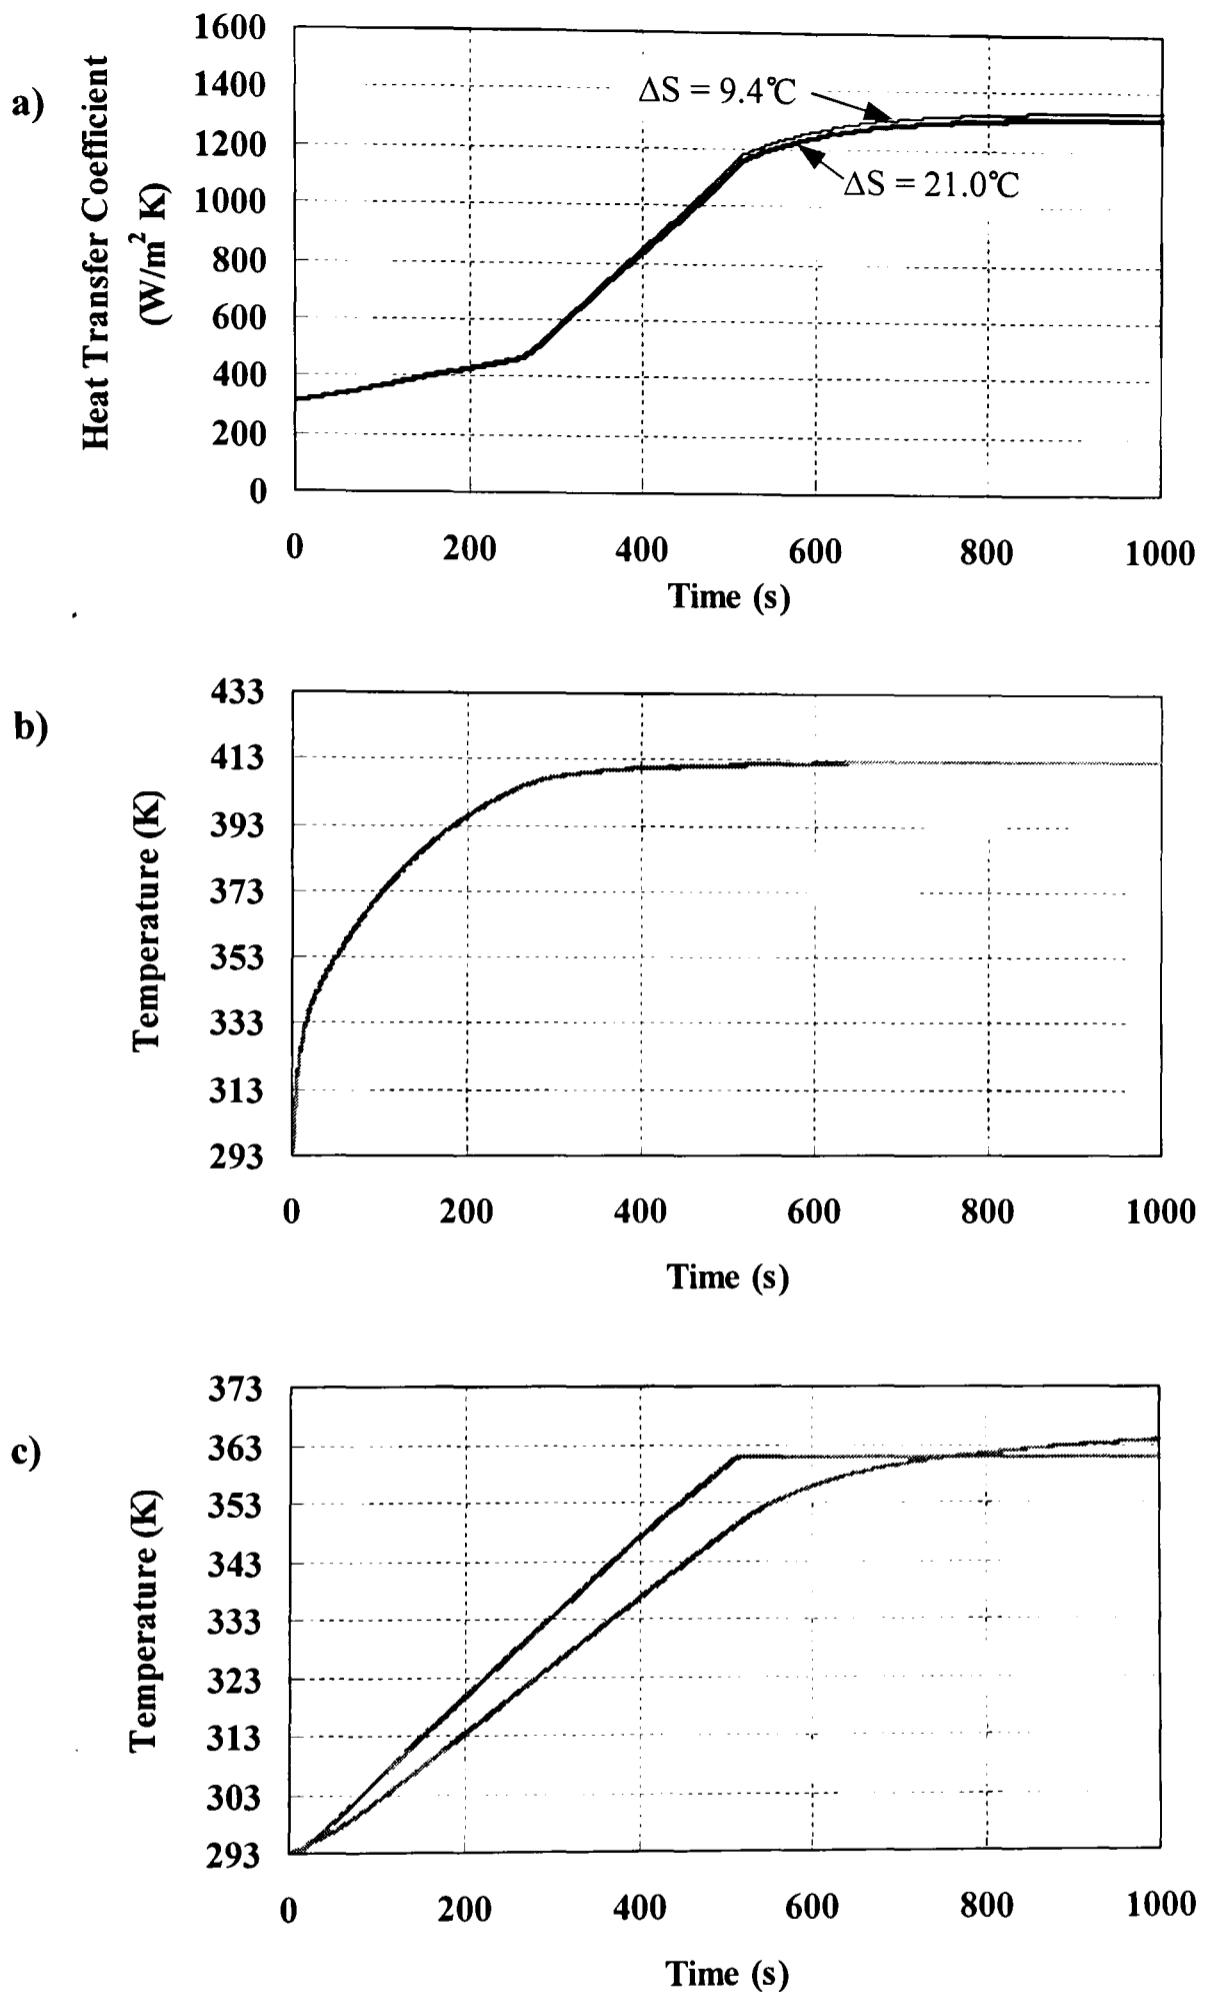 a)
Heat Transfer Coefficient
(W/m² K)
1600
1400
1200
1000
800
600
400
200
0
ΔS = 9.4℃
ΔS = 21.0℃
0 200 400 600 800 1000
Time (s)
b)
Temperature (K)
433
413
393
373
353
333
313
293
0 200 400 600 800 1000
Time (s)
c)
Temperature (K)
373
363
353
343
333
323
313
303
293
0 200 400 600 800 1000
Time (s)